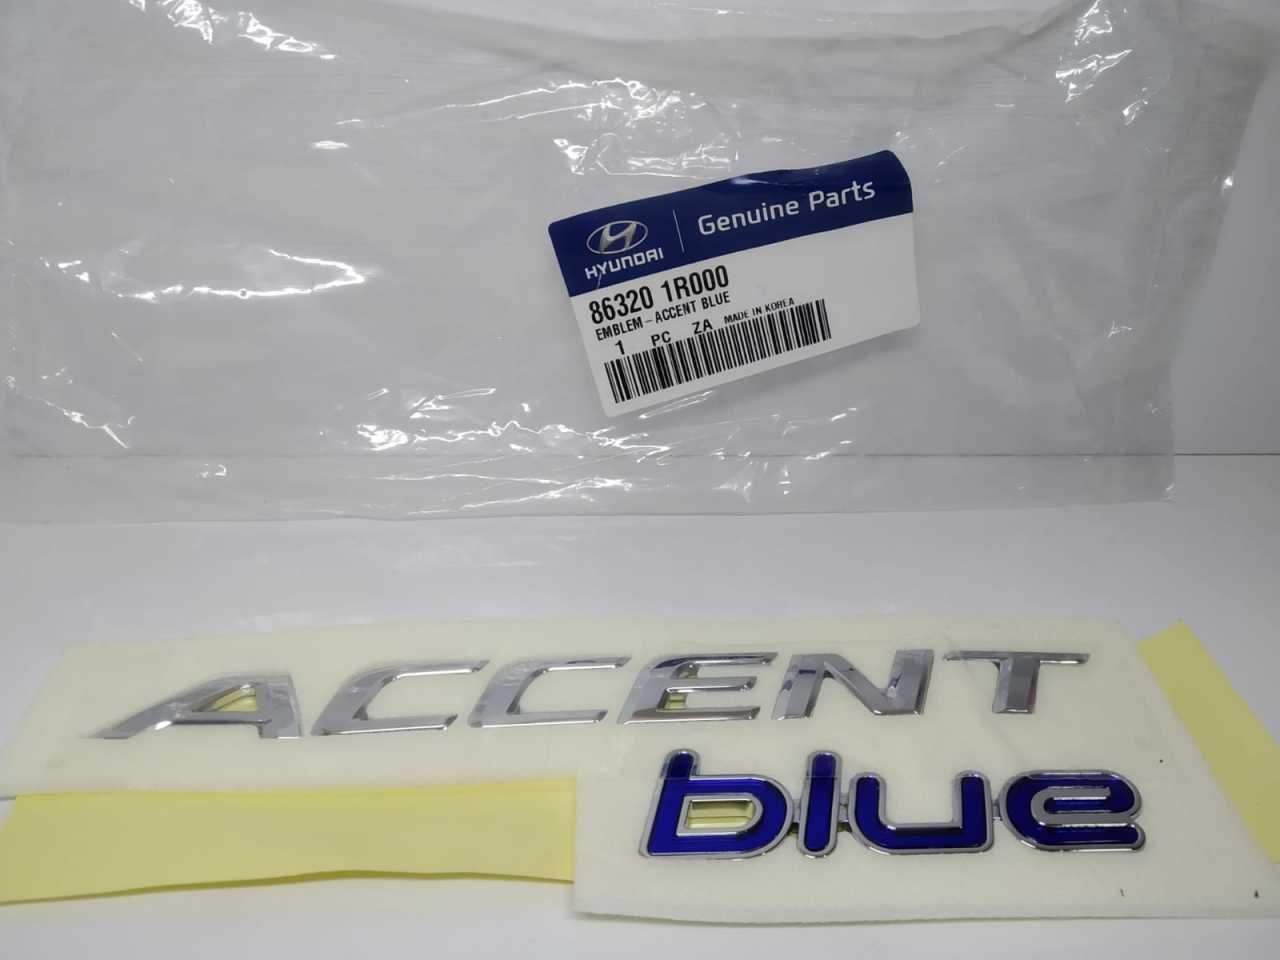 Genuine Parts
HYUNDAI
86320 1R000
EMBLEM-ACCENT BLUE
1 PC ZA MADE IN KOREA
ACCENT
blue